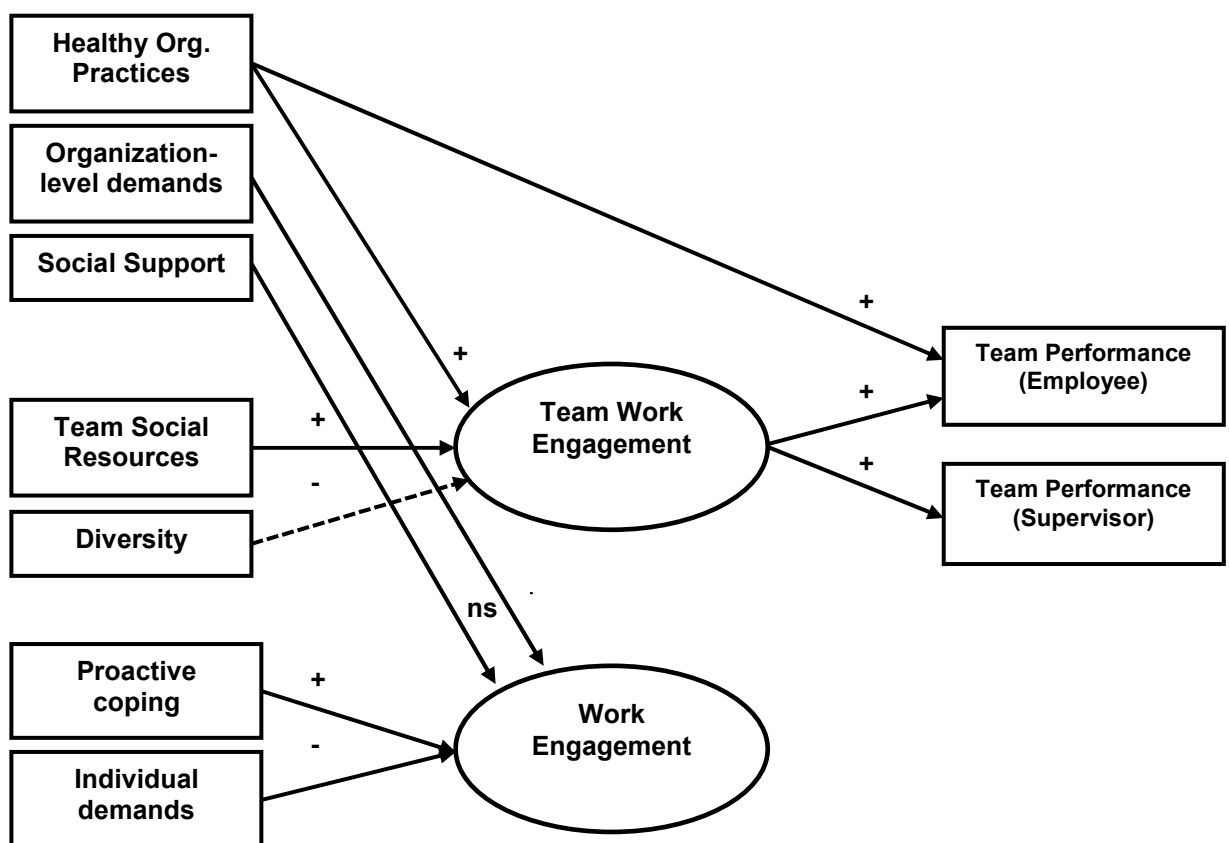 Healthy Org.
Practices
Organization-
level demands
Social Support
+
+
Team Performance
(Employee)
+
Team Social
Resources
+
-
Team Work
Engagement
+
Team Performance
(Supervisor)
Diversity
ns
Proactive
coping
+
-
Work
Engagement
Individual
demands